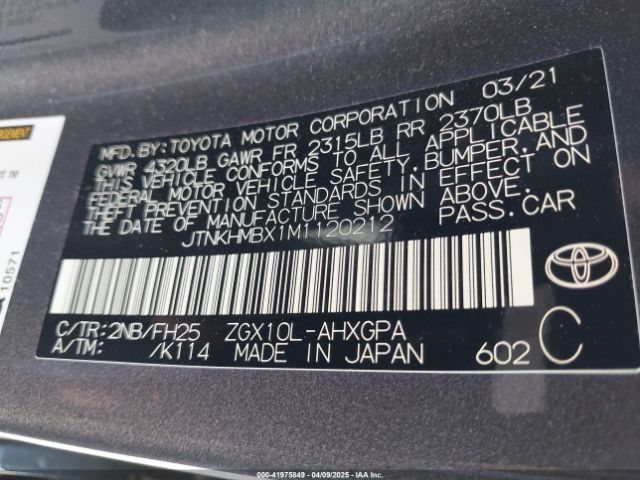 ARGEMENT
10571
MFD.BY:TOYOTA MOTOR CORPORATION 03/21
GVWR 4320LB GAWR FR 2315LB RR 2370LB
THIS VEHICLE CONFORMS TO ALL APPLICABLE
FEDERAL MOTOR VEHICLE SAFETY,BUMPER,AND
THEFT PREVENTION STANDARDS IN EFFECT ON
THE DATE OF MANUFACTURE SHOWN ABOVE.
JTNKHMBX1M1120212 PASS.CAR
C/TR:2NB/FH25 ZGX10L-AHXGPA
A/TM: /K114 MADE IN JAPAN 602 C
000-41975849 | 04/09/2025 | IAA Inc.